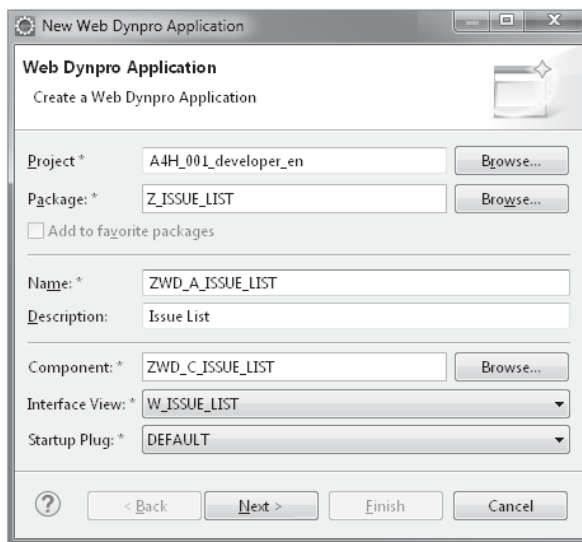 New Web Dynpro Application
Web Dynpro Application
Create a Web Dynpro Application
Project * A4H_001_developer_en Browse...
Package: * Z_ISSUE_LIST Browse...
Add to favorite packages
Name: * ZWD_A_ISSUE_LIST
Description: Issue List
Component: * ZWD_C_ISSUE_LIST Browse...
Interface View: * W_ISSUE_LIST
Startup Plug: * DEFAULT
? < Back Next > Finish Cancel